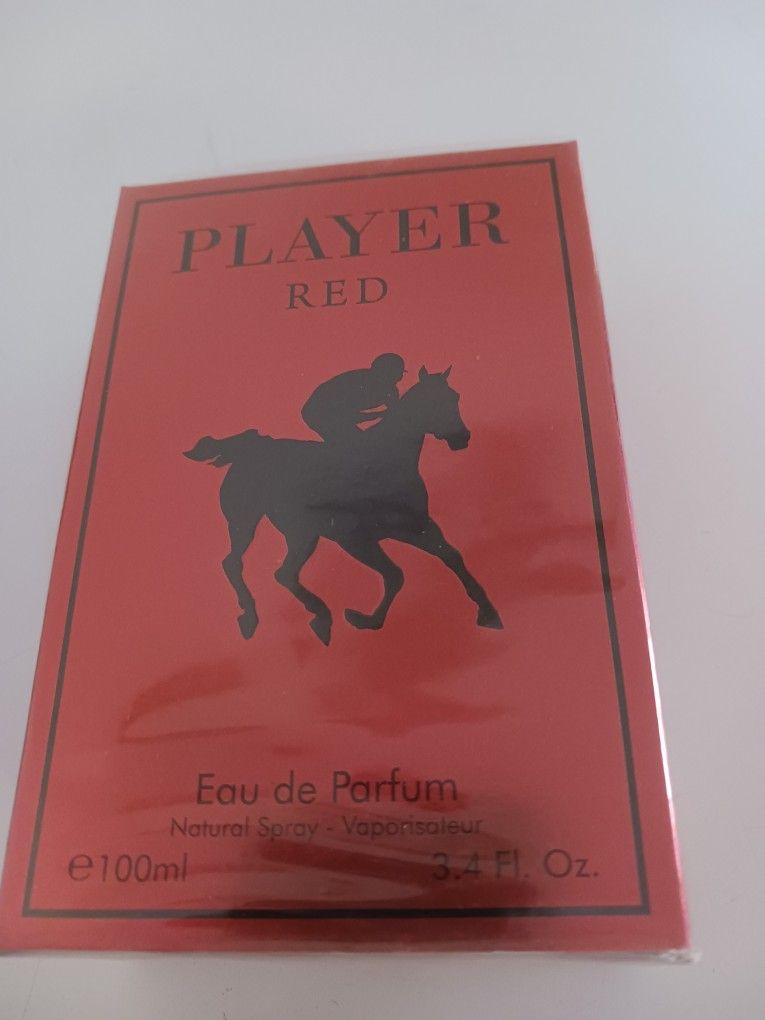 PLAYER
RED
Eau de Parfum
Natural Spray - Vaporisateur
e100ml 3.4 Fl. Oz.